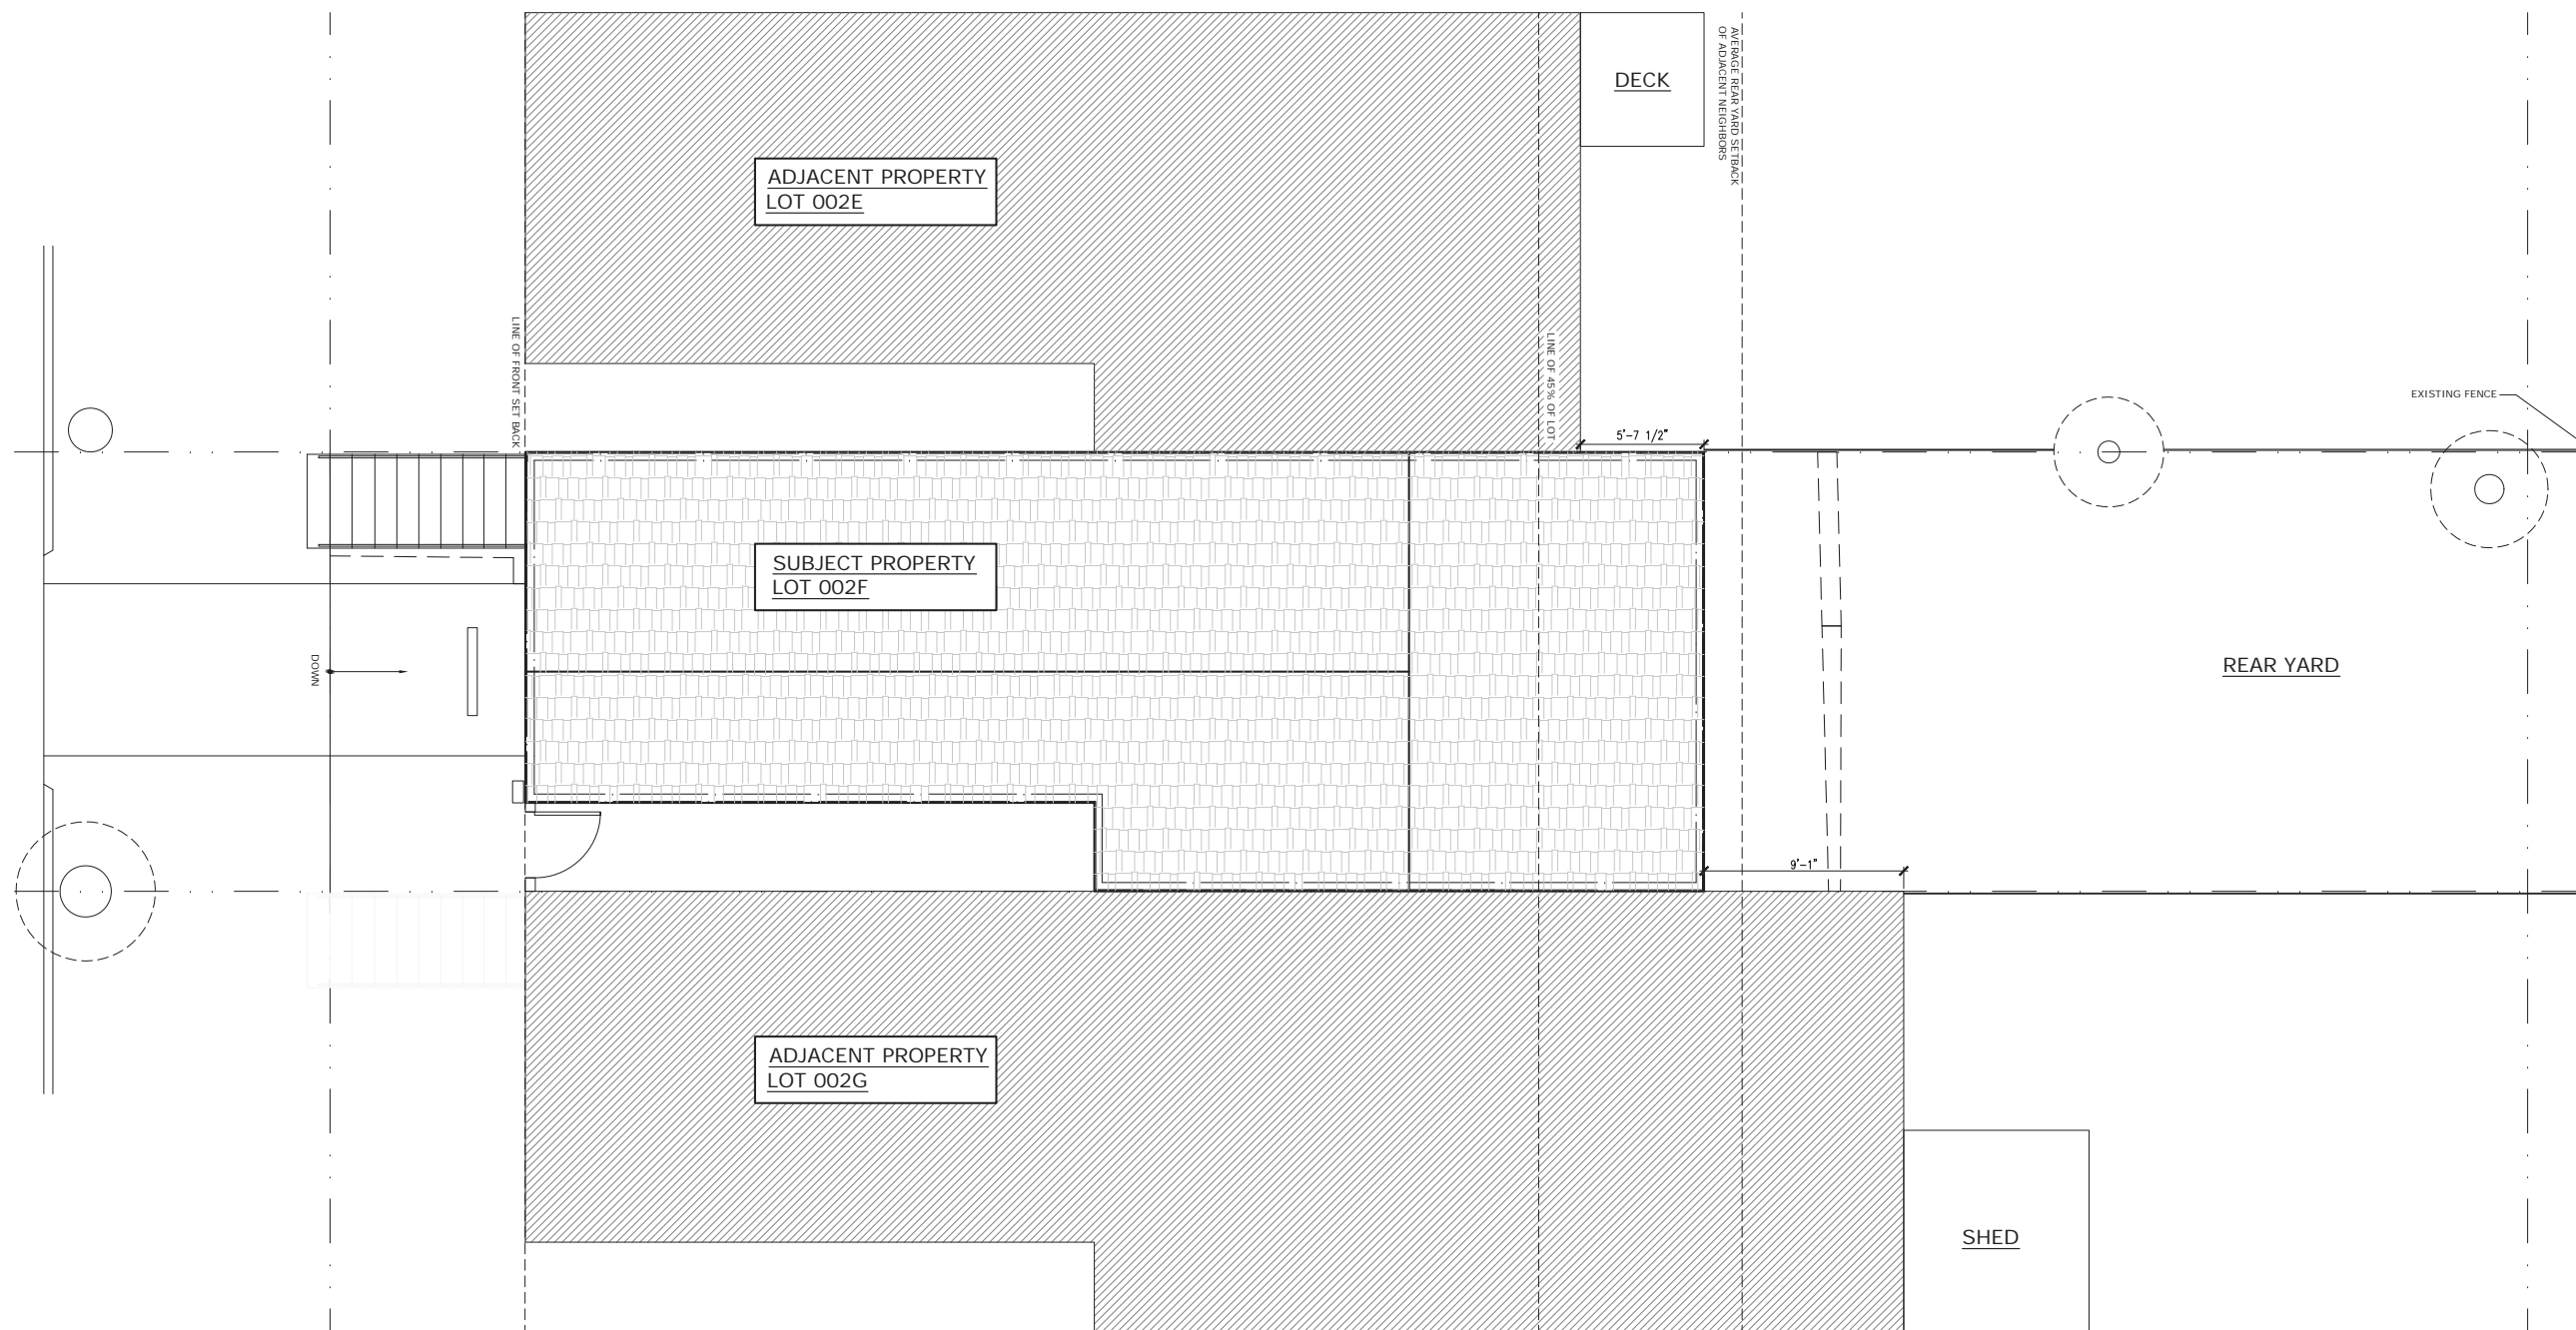 DECK
AVERAGE REAR YARD SETBACK
OF ADJACENT NEIGHBORS
ADJACENT PROPERTY
LOT 002E
LINE OF FRONT SET BACK
LINE OF 45% OF LOT
EXISTING FENCE
5'-7 1/2"
SUBJECT PROPERTY
LOT 002F
DOWN
REAR YARD
9'-1"
ADJACENT PROPERTY
LOT 002G
SHED